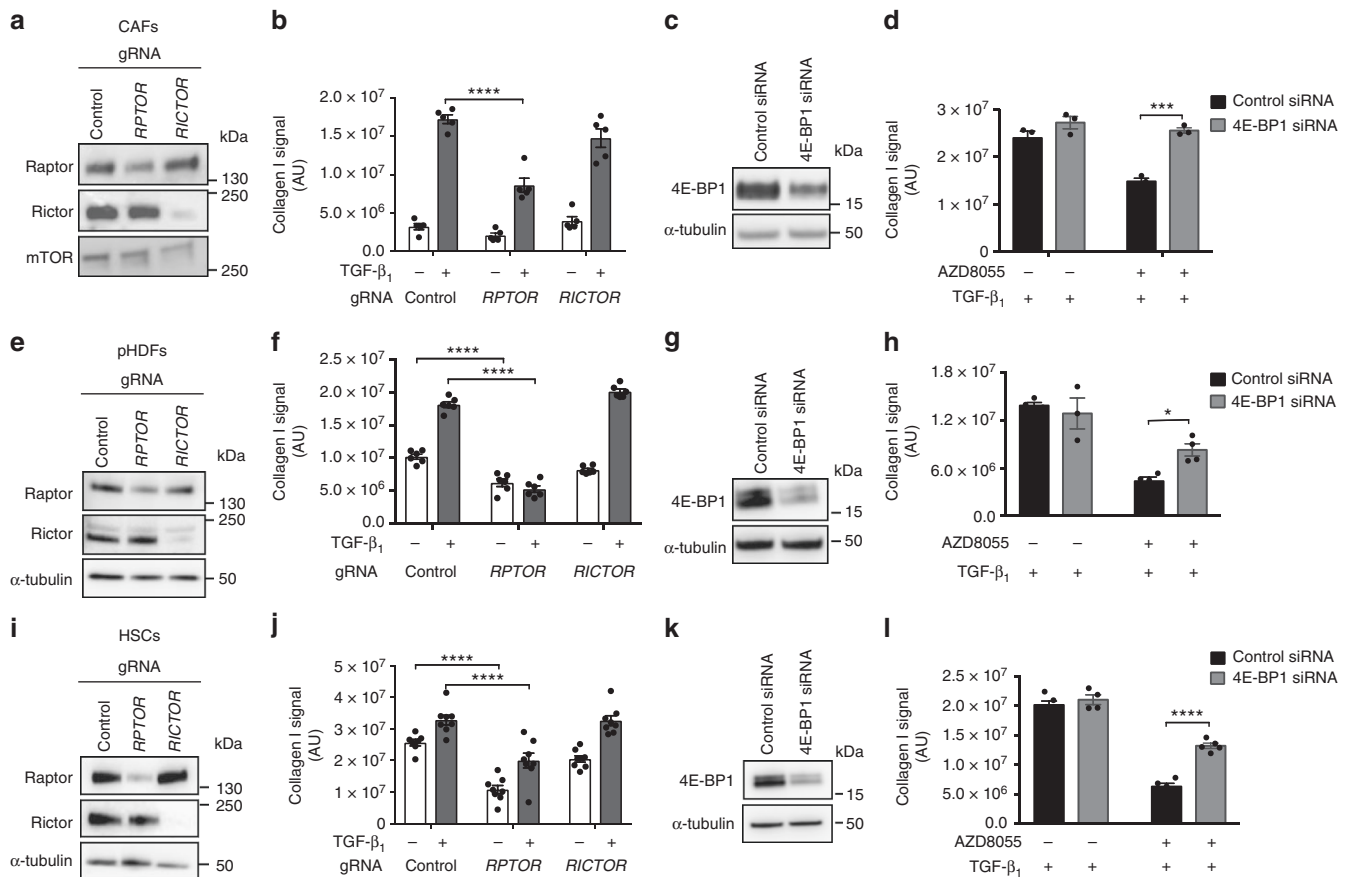 a
CAFs
gRNA
Control
RPTOR
RICTOR
kDa
Raptor
130
250
Rictor
mTOR
250
b
Collagen I signal
(AU)
2.0 × 10⁷
1.5 × 10⁷
1.0 × 10⁷
5.0 × 10⁶
0.0
****
TGF-β₁ – + – + – +
gRNA Control RPTOR RICTOR
c
Control siRNA
4E-BP1 siRNA
kDa
4E-BP1
15
α-tubulin
50
d
Collagen I signal
(AU)
3 × 10⁷
2 × 10⁷
1 × 10⁷
0
***
Control siRNA
4E-BP1 siRNA
AZD8055 – – + +
TGF-β₁ + + + +
e
pHDFs
gRNA
Control
RPTOR
RICTOR
kDa
Raptor
130
250
Rictor
α-tubulin
50
f
Collagen I signal
(AU)
2.5 × 10⁷
2.0 × 10⁷
1.5 × 10⁷
1.0 × 10⁷
5.0 × 10⁶
0.0
****
****
TGF-β₁ – + – + – +
gRNA Control RPTOR RICTOR
g
Control siRNA
4E-BP1 siRNA
kDa
4E-BP1
15
α-tubulin
50
h
Collagen I signal
(AU)
1.8 × 10⁷
1.2 × 10⁷
6.0 × 10⁶
0.0
*
Control siRNA
4E-BP1 siRNA
AZD8055 – – + +
TGF-β₁ + + + +
i
HSCs
gRNA
Control
RPTOR
RICTOR
kDa
Raptor
130
250
Rictor
α-tubulin
50
j
Collagen I signal
(AU)
5 × 10⁷
4 × 10⁷
3 × 10⁷
2 × 10⁷
1 × 10⁷
0
****
****
TGF-β₁ – + – + – +
gRNA Control RPTOR RICTOR
k
Control siRNA
4E-BP1 siRNA
kDa
4E-BP1
15
α-tubulin
50
l
Collagen I signal
(AU)
2.5 × 10⁷
2.0 × 10⁷
1.5 × 10⁷
1.0 × 10⁷
5.0 × 10⁶
0.0
****
Control siRNA
4E-BP1 siRNA
AZD8055 – – + +
TGF-β₁ + + + +